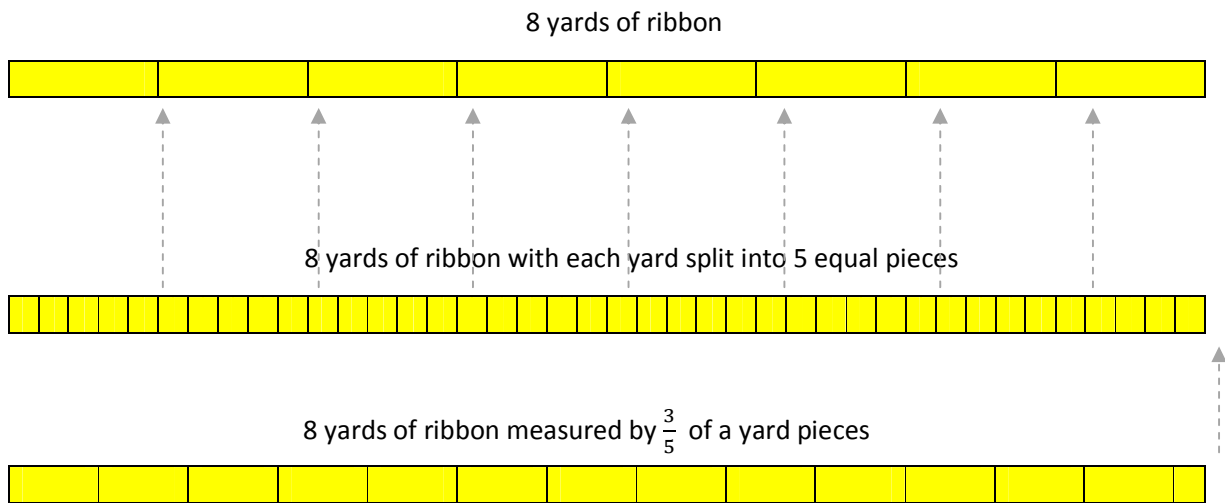 8 yards of ribbon
8 yards of ribbon with each yard split into 5 equal pieces
8 yards of ribbon measured by 3/5 of a yard pieces